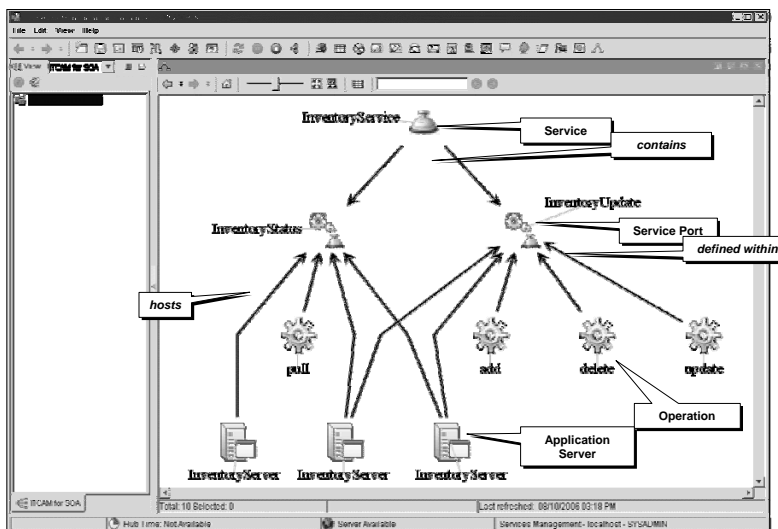 File Edit View Help
View ITCAM for SOA
InventoryService
Service
contains
InventoryStatus
InventoryUpdate
Service Port
defined within
hosts
pull
add
delete
update
Operation
Application
Server
InventoryServer
InventoryServer
InventoryServer
ITCAM for SOA
Total: 10 Selected: 0
Last refreshed: 08/10/2006 03:18 PM
Hub Time: Not Available
Server Available
Services Management - localhost - SYSADMIN